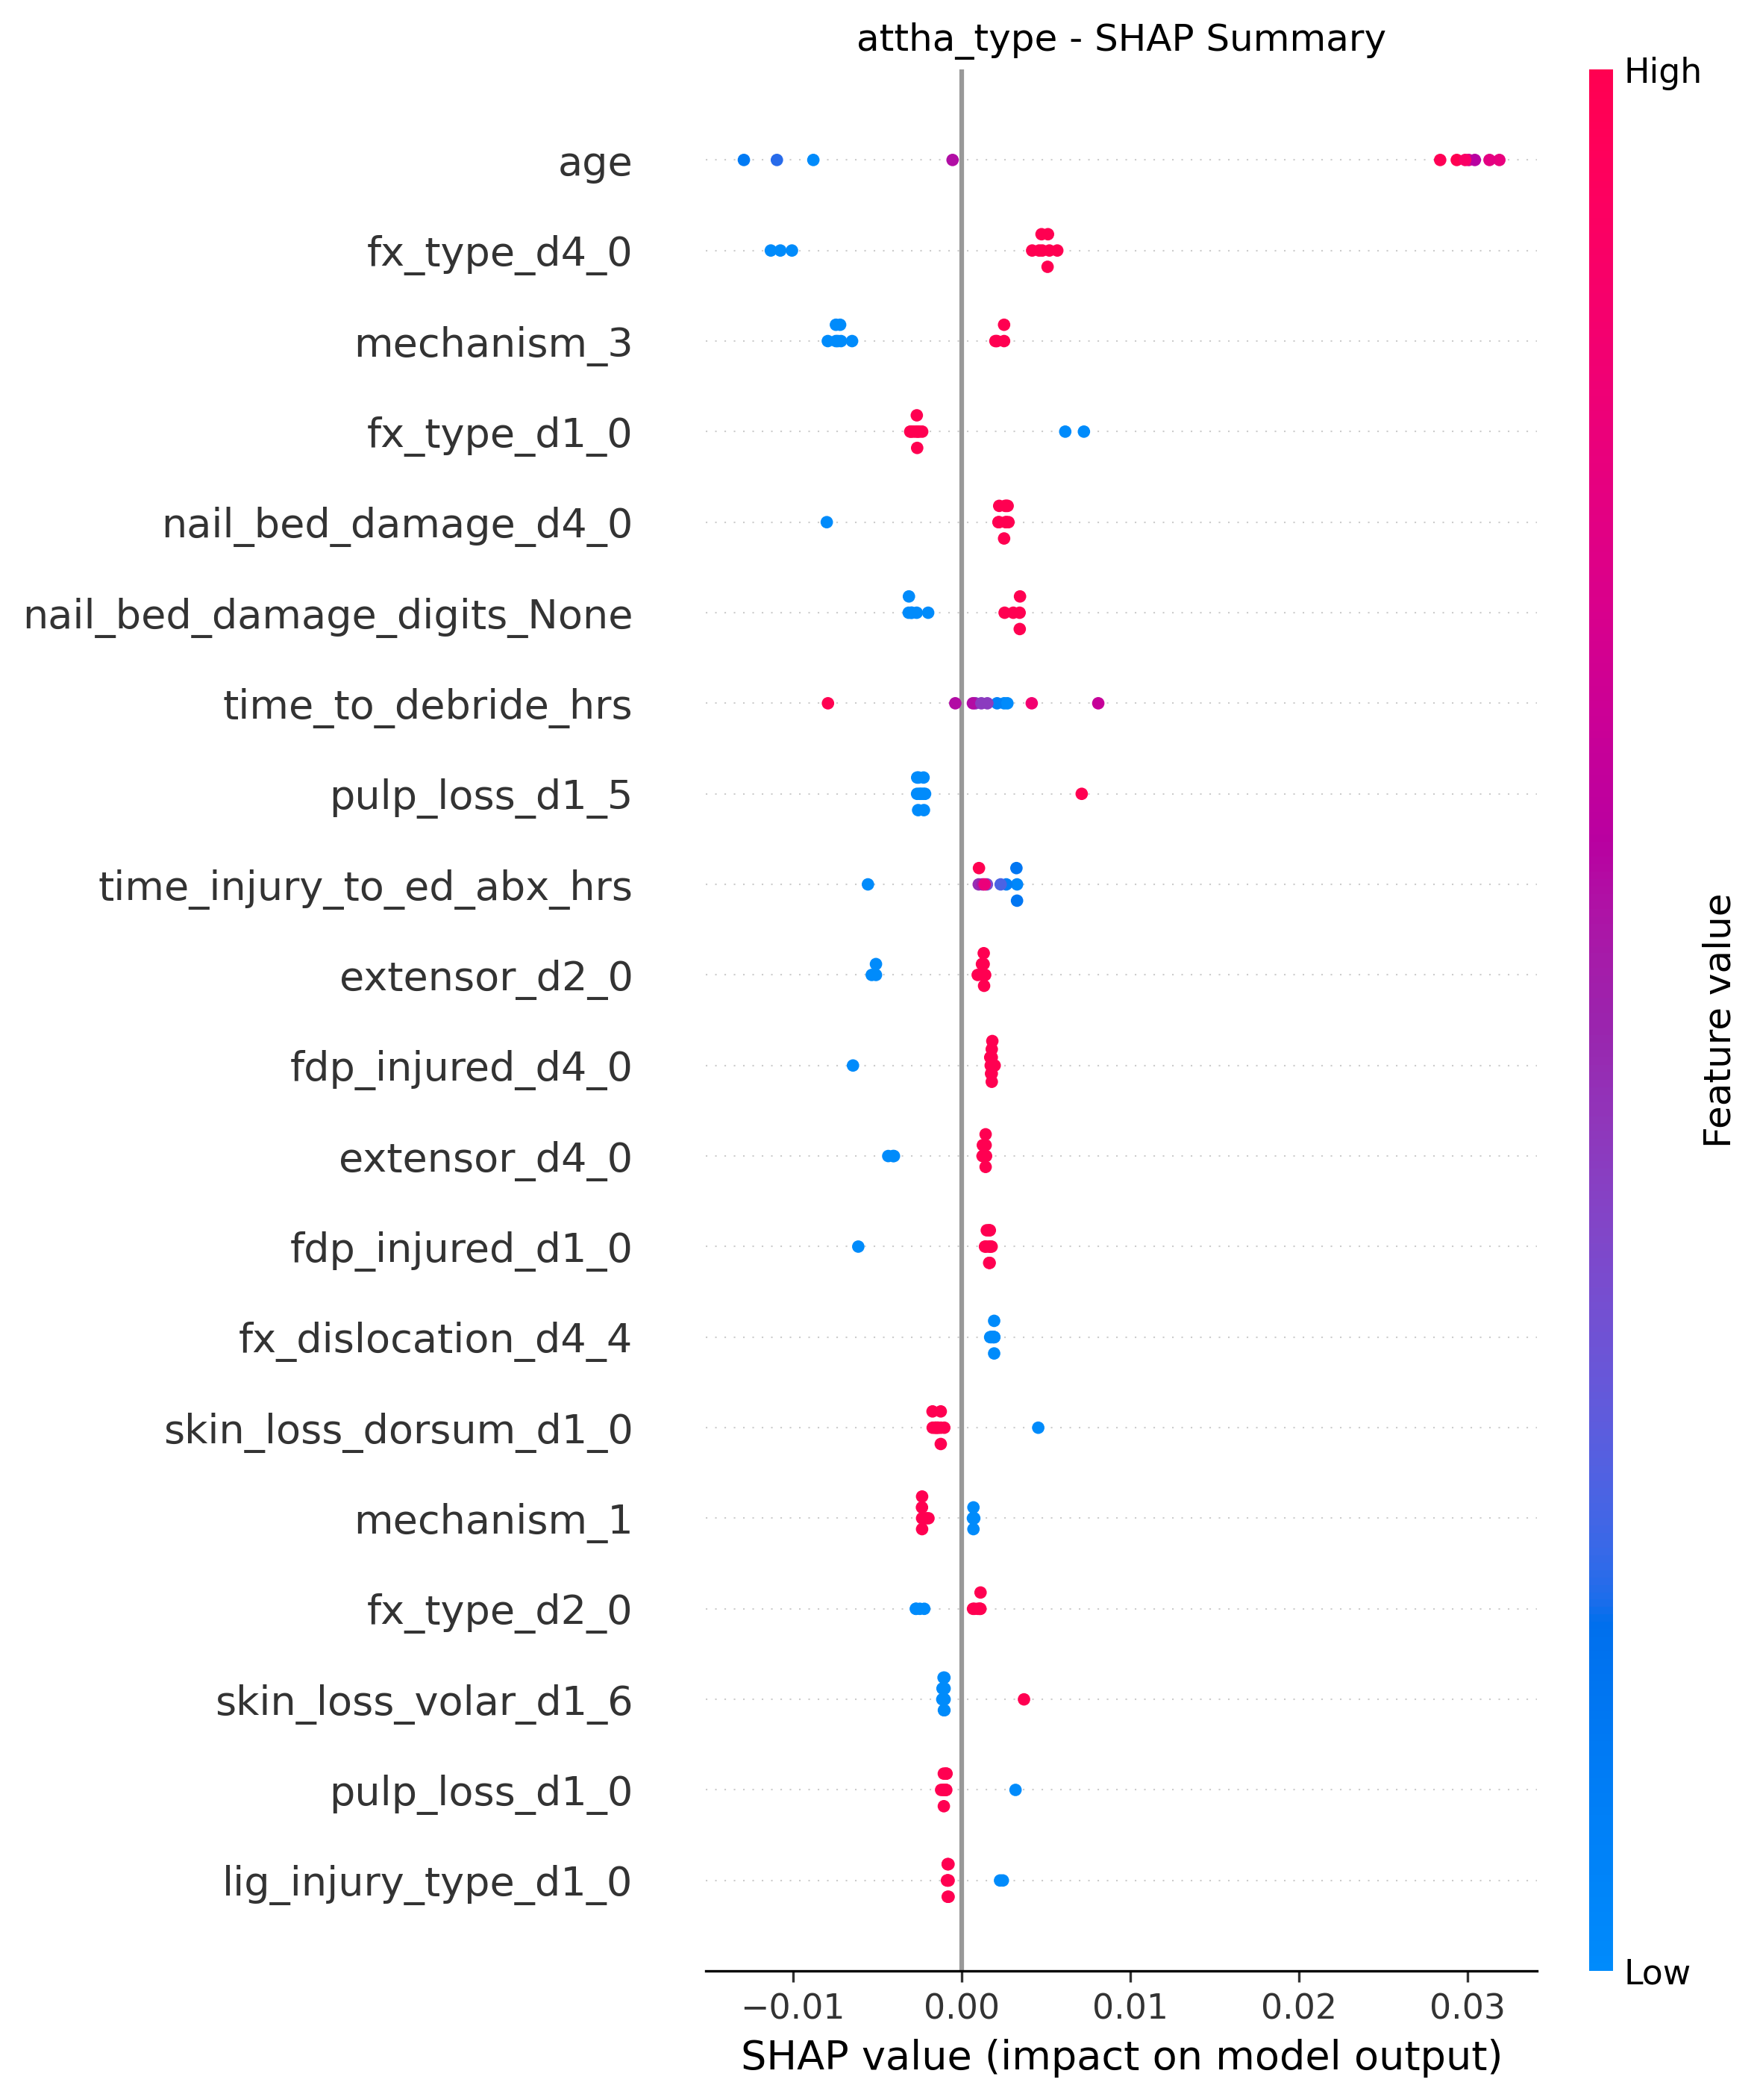 attha_type - SHAP Summary
High
age
fx_type_d4_0
mechanism_3
fx_type_d1_0
nail_bed_damage_d4_0
nail_bed_damage_digits_None
time_to_debride_hrs
pulp_loss_d1_5
time_injury_to_ed_abx_hrs
extensor_d2_0
fdp_injured_d4_0
extensor_d4_0
fdp_injured_d1_0
fx_dislocation_d4_4
skin_loss_dorsum_d1_0
mechanism_1
fx_type_d2_0
skin_loss_volar_d1_6
pulp_loss_d1_0
lig_injury_type_d1_0
Feature value
Low
−0.01 0.00 0.01 0.02 0.03
SHAP value (impact on model output)